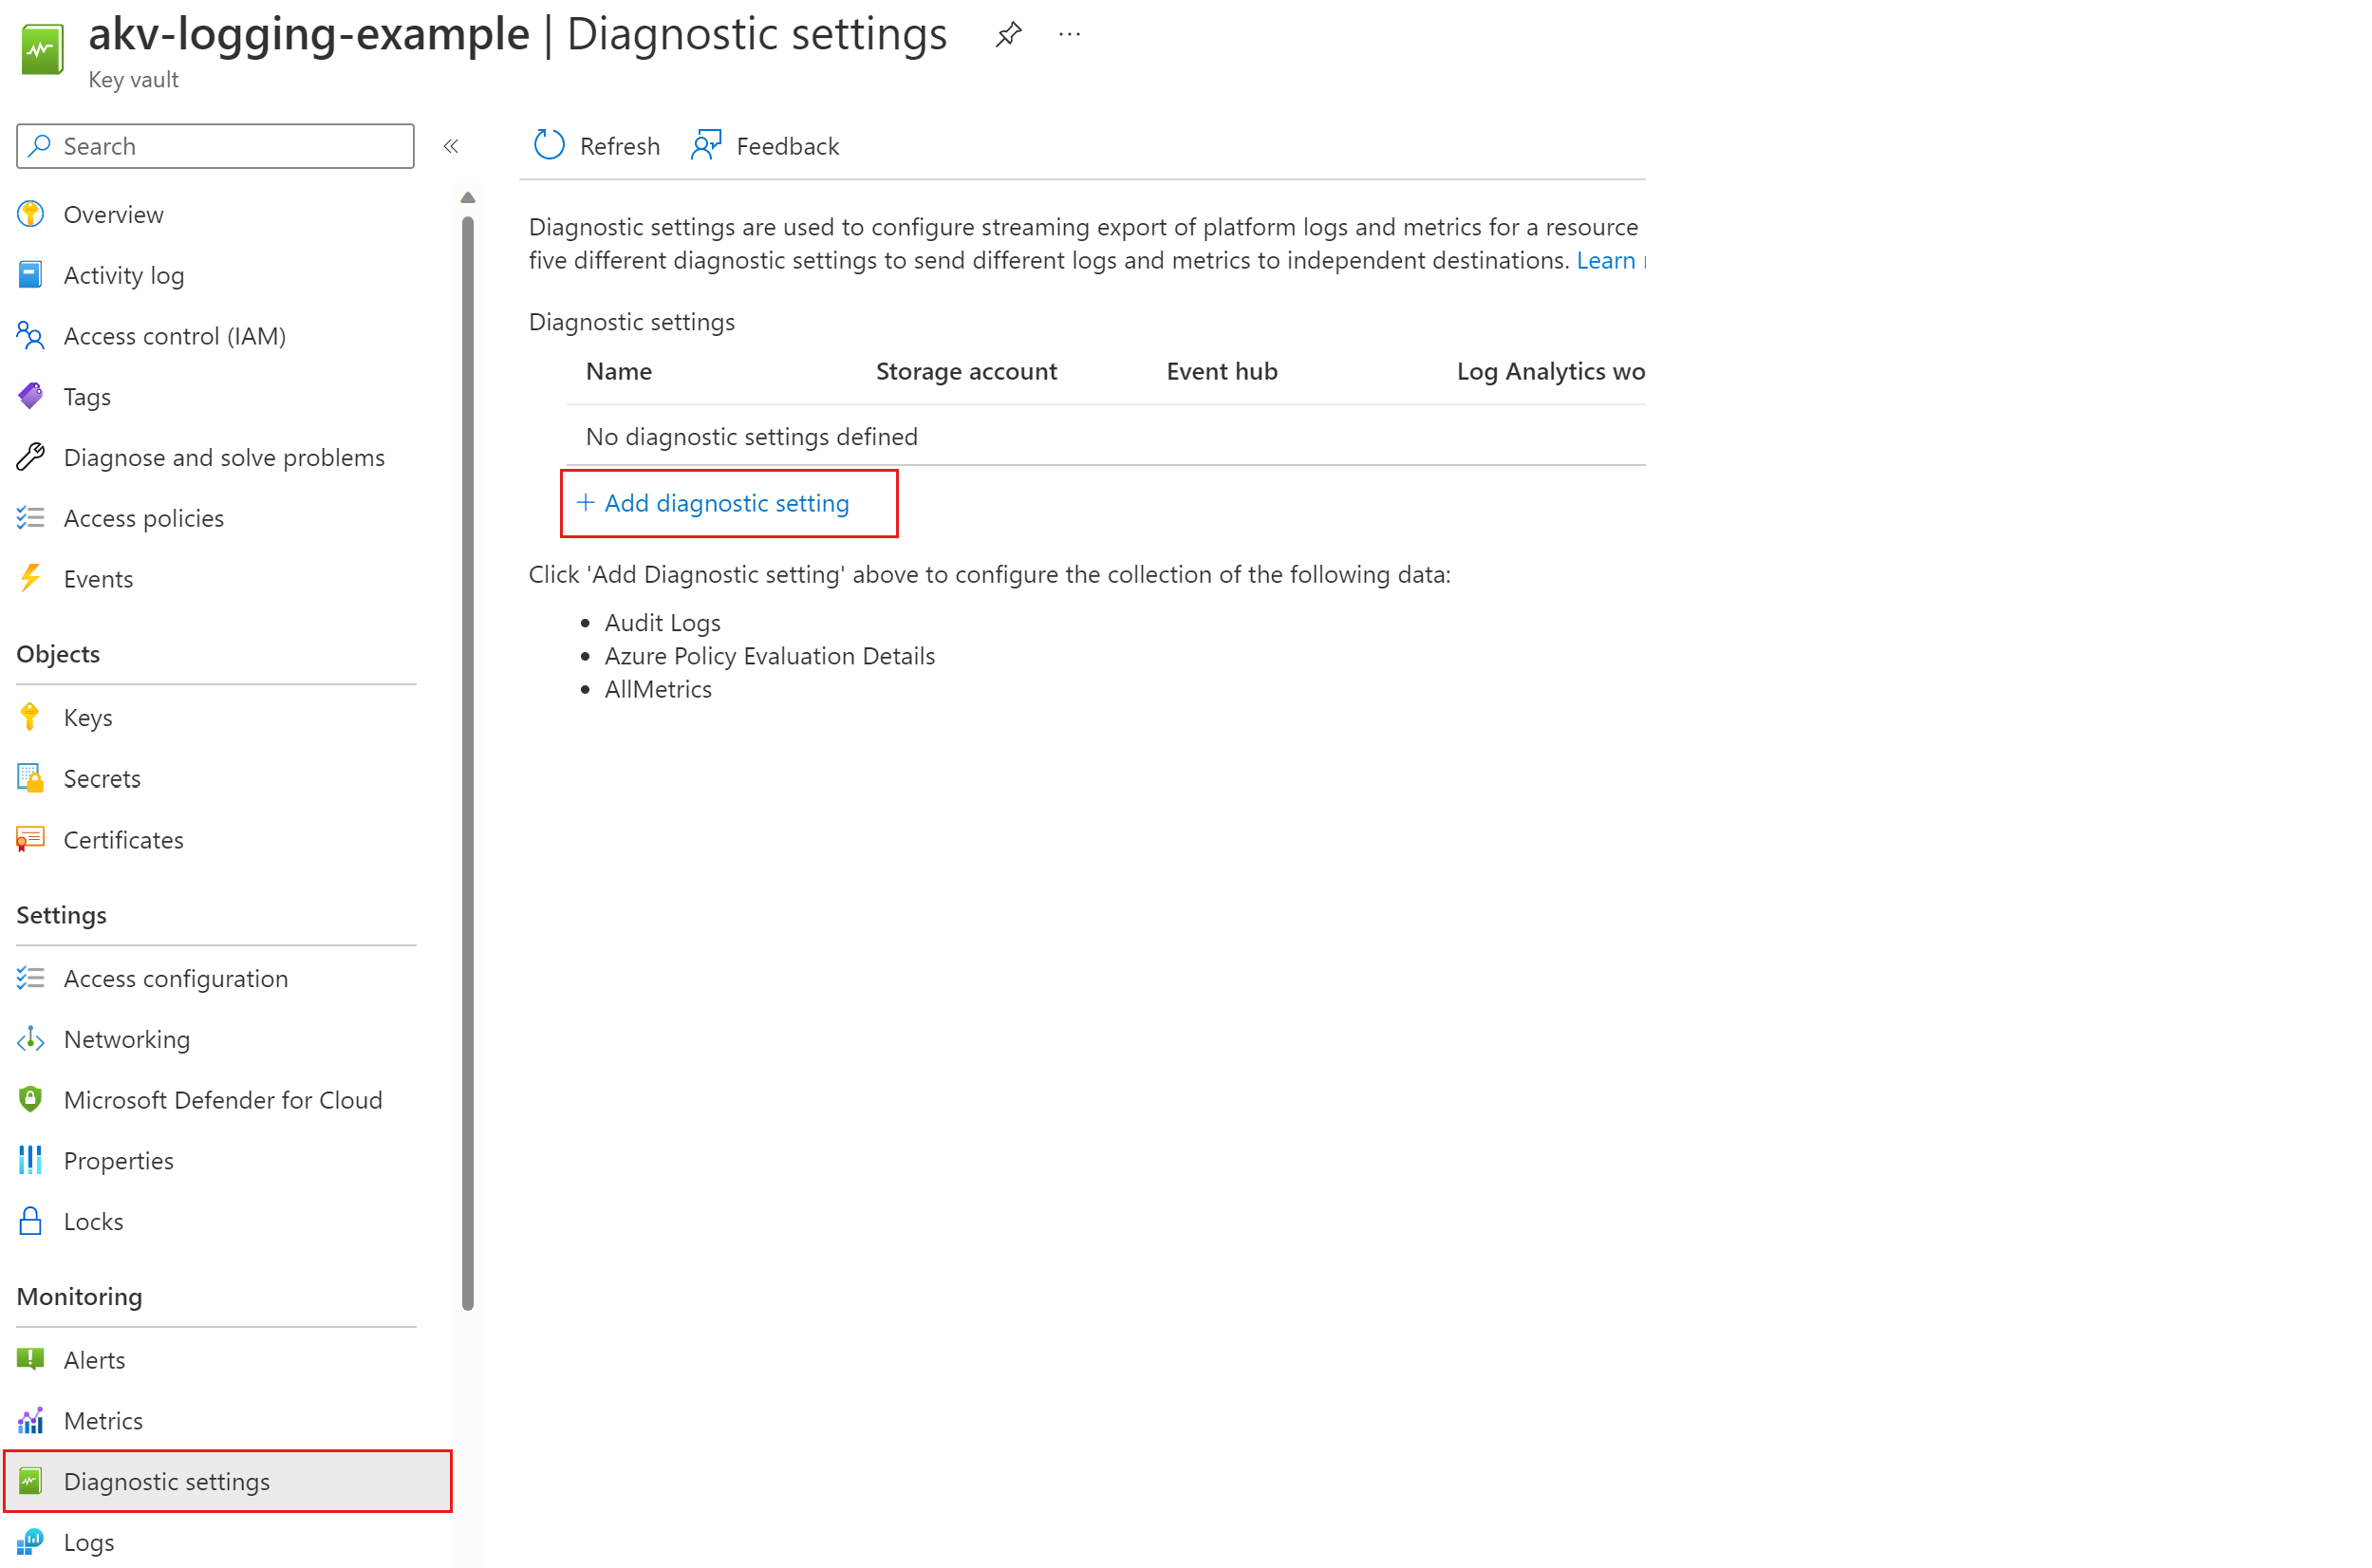 akv-logging-example | Diagnostic settings
Key vault
Search
Overview
Activity log
Access control (IAM)
Tags
Diagnose and solve problems
Access policies
Events
Objects
Keys
Secrets
Certificates
Settings
Access configuration
Networking
Microsoft Defender for Cloud
Properties
Locks
Monitoring
Alerts
Metrics
Diagnostic settings
Logs
Refresh Feedback
Diagnostic settings are used to configure streaming export of platform logs and metrics for a resource
five different diagnostic settings to send different logs and metrics to independent destinations. Learn
Diagnostic settings
Name Storage account Event hub Log Analytics wo
No diagnostic settings defined
+ Add diagnostic setting
Click 'Add Diagnostic setting' above to configure the collection of the following data:
• Audit Logs
• Azure Policy Evaluation Details
• AllMetrics